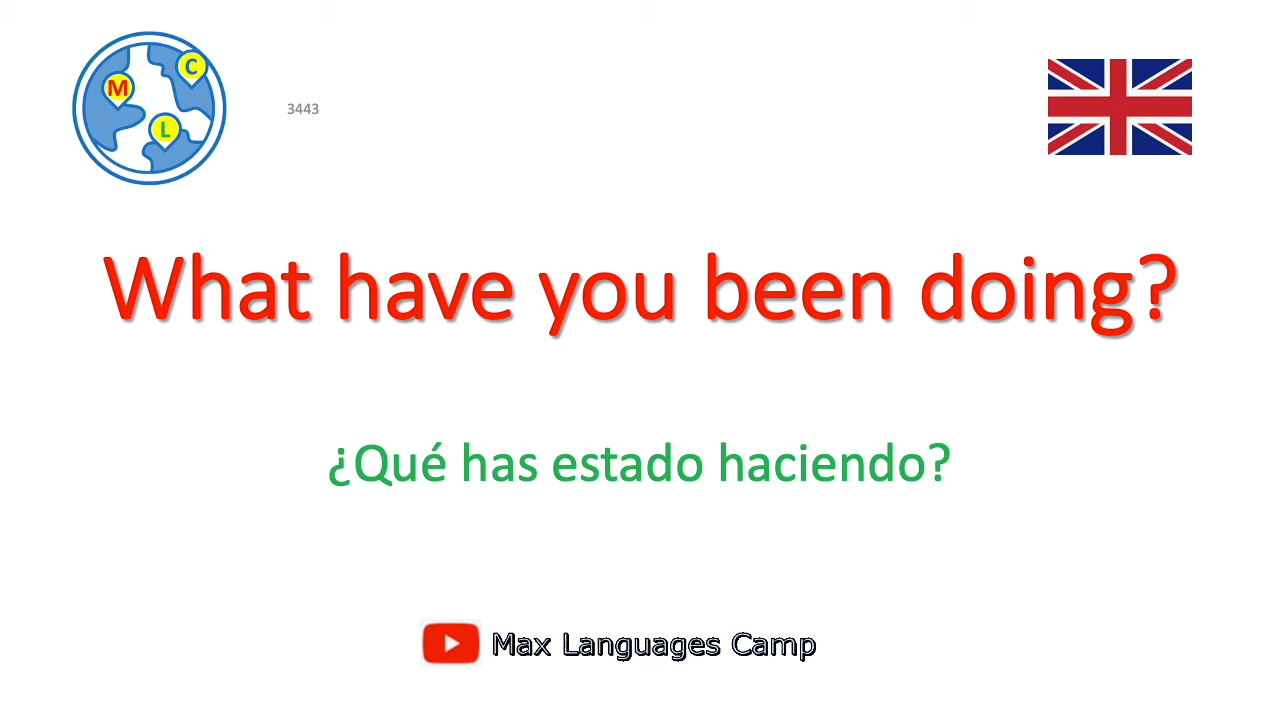 M
C
L
3443
What have you been doing?
¿Qué has estado haciendo?
Max Languages Camp